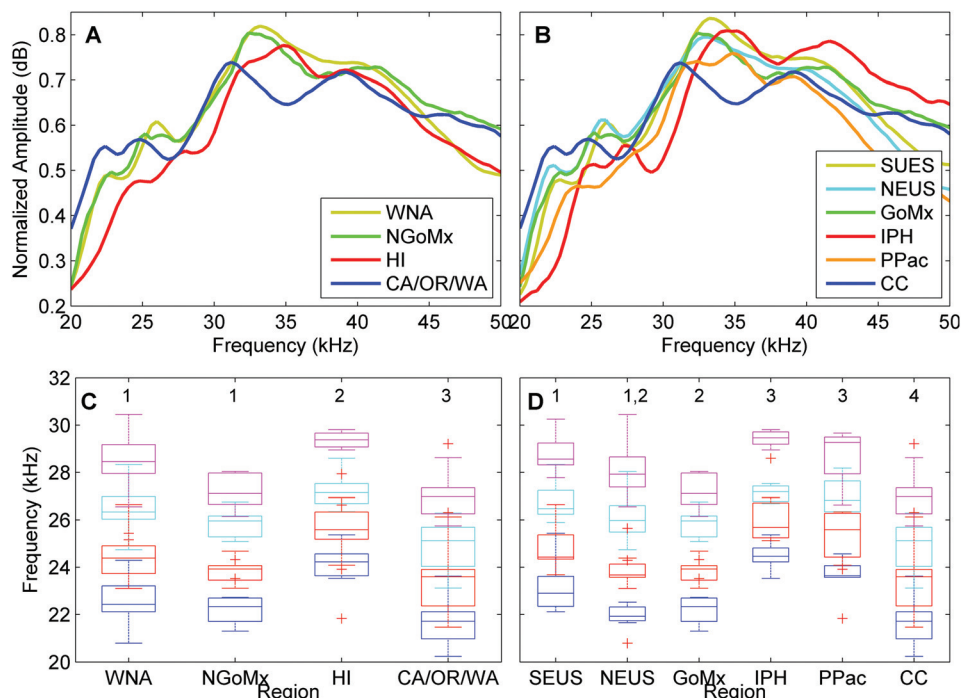 A
B
Normalized Amplitude (dB)
0.8
0.7
0.6
0.5
0.4
0.3
0.2
WNA
NGoMx
HI
CA/OR/WA
SUES
NEUS
GoMx
IPH
PPac
CC
20 25 30 35 40 45 50
20 25 30 35 40 45 50
Frequency (kHz)
Frequency (kHz)
C
1 1 2 3
D
1 1,2 2 3 3 4
Frequency (kHz)
32
30
28
26
24
22
20
WNA NGoMx HI CA/OR/WA
Region
SEUS NEUS GoMx IPH PPac CC
Region